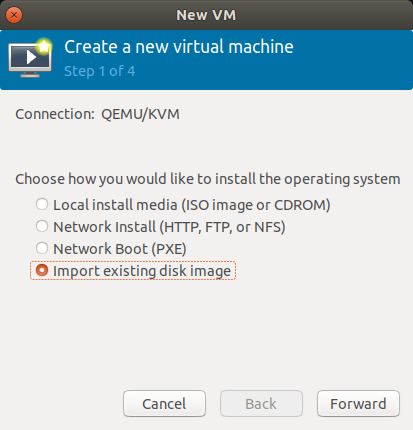 New VM
Create a new virtual machine
Step 1 of 4
Connection: QEMU/KVM
Choose how you would like to install the operating system
Local install media (ISO image or CDROM)
Network Install (HTTP, FTP, or NFS)
Network Boot (PXE)
Import existing disk image
Cancel Back Forward